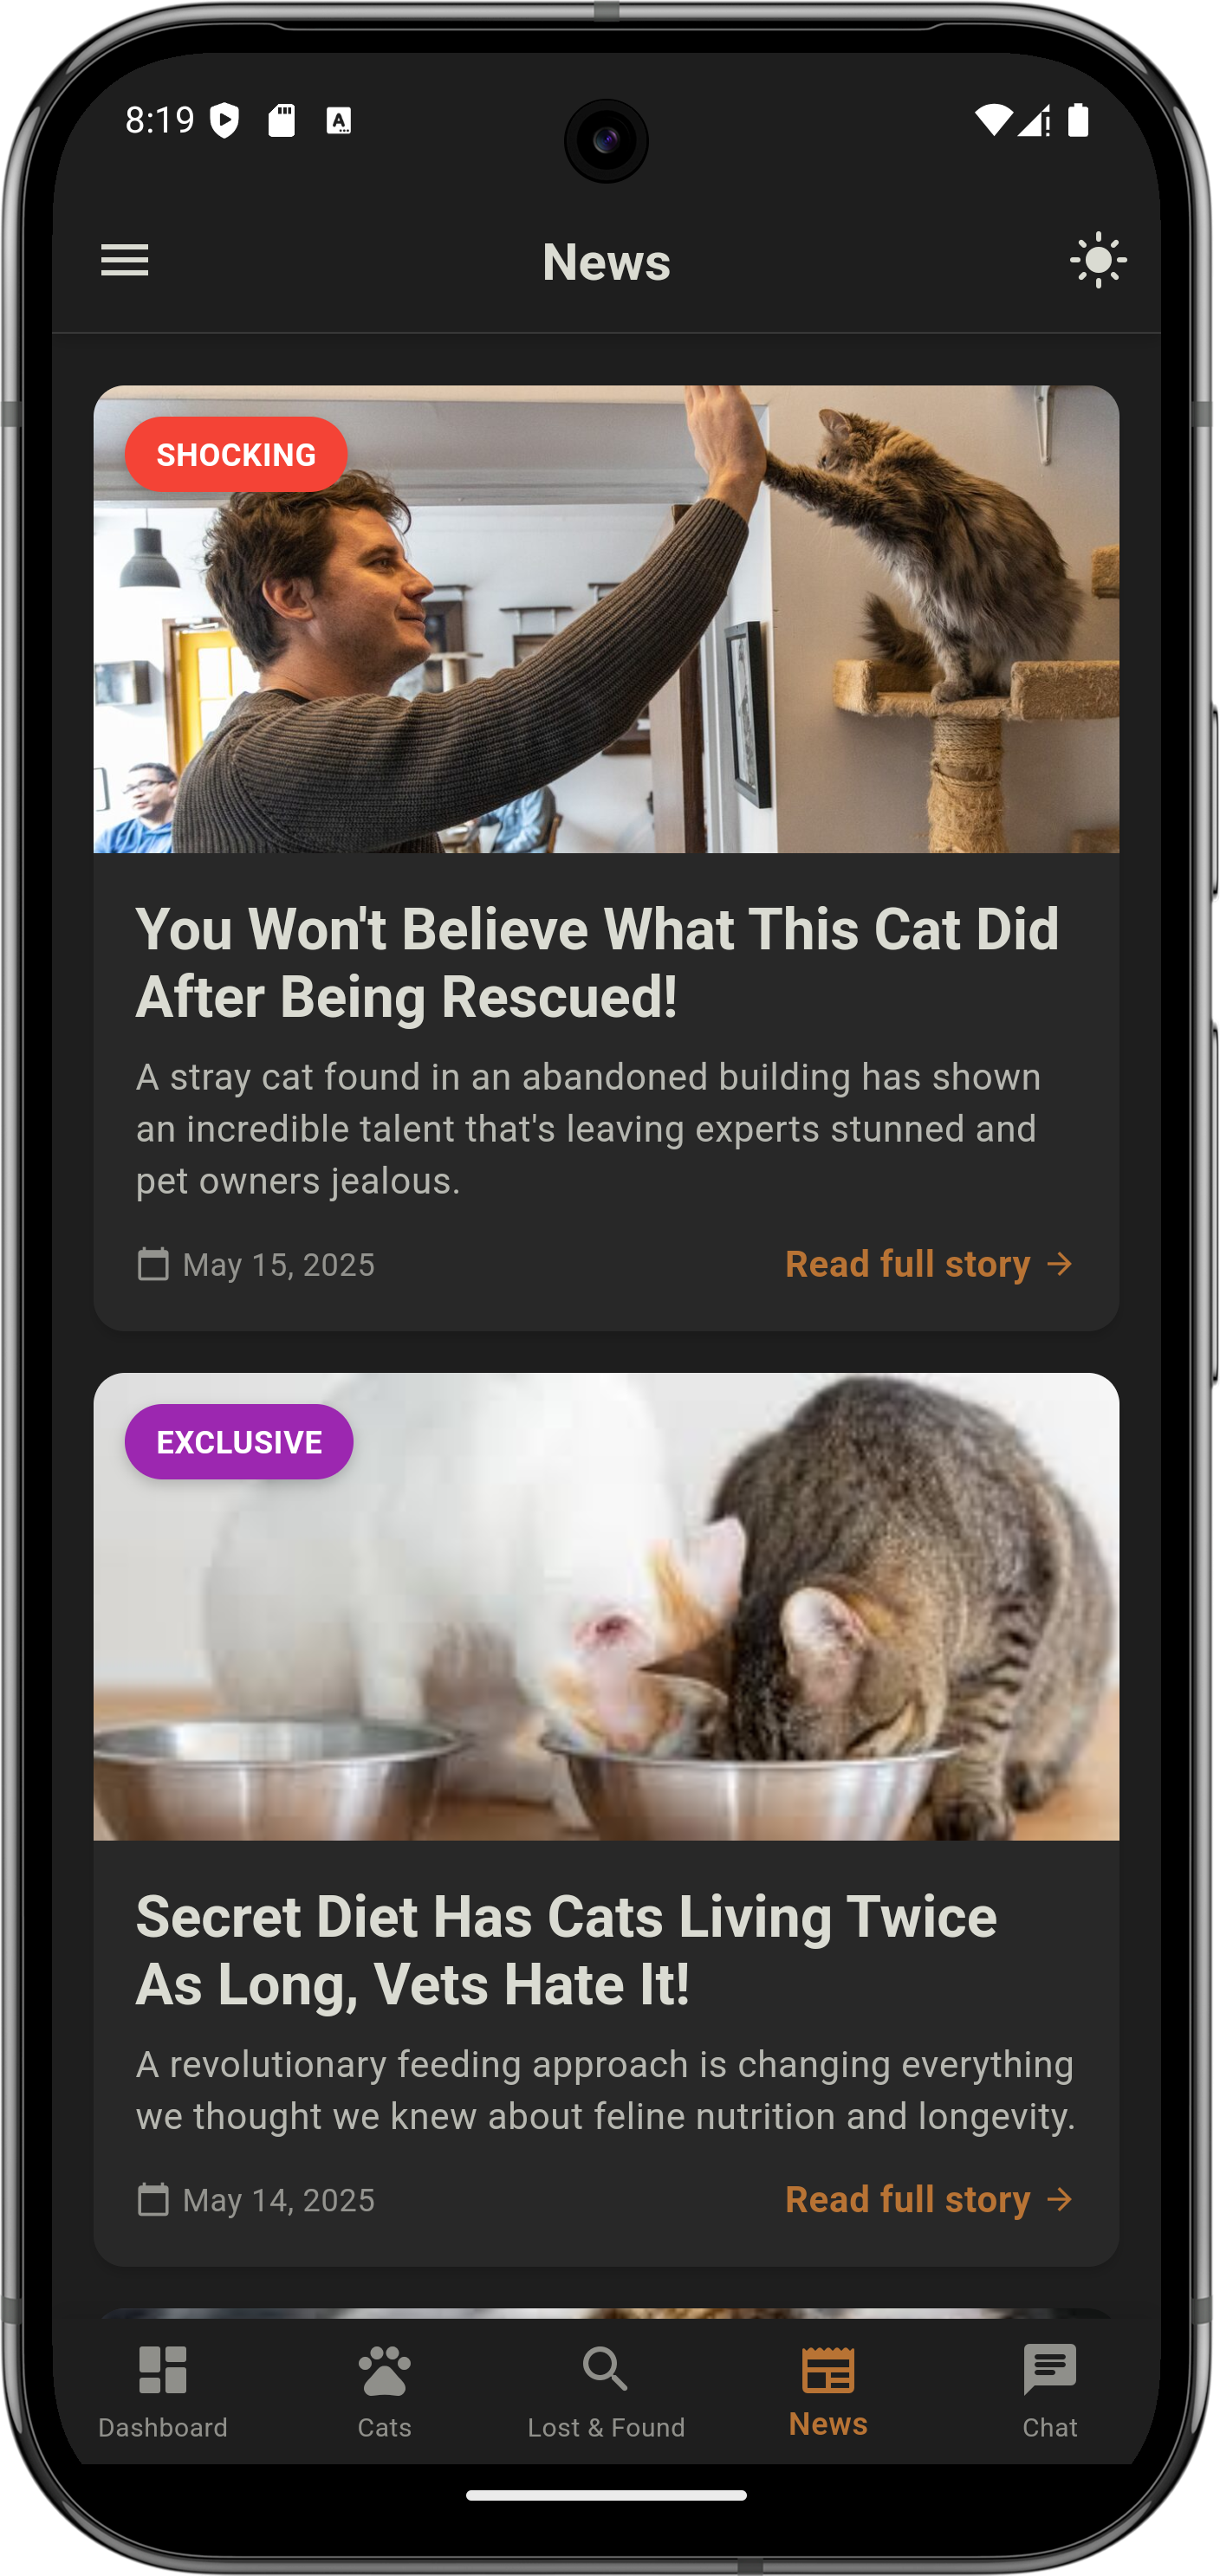 8:19
News
SHOCKING
You Won't Believe What This Cat Did
After Being Rescued!
A stray cat found in an abandoned building has shown
an incredible talent that's leaving experts stunned and
pet owners jealous.
May 15, 2025
Read full story →
EXCLUSIVE
Secret Diet Has Cats Living Twice
As Long, Vets Hate It!
A revolutionary feeding approach is changing everything
we thought we knew about feline nutrition and longevity.
May 14, 2025
Read full story →
Dashboard
Cats
Lost & Found
News
Chat